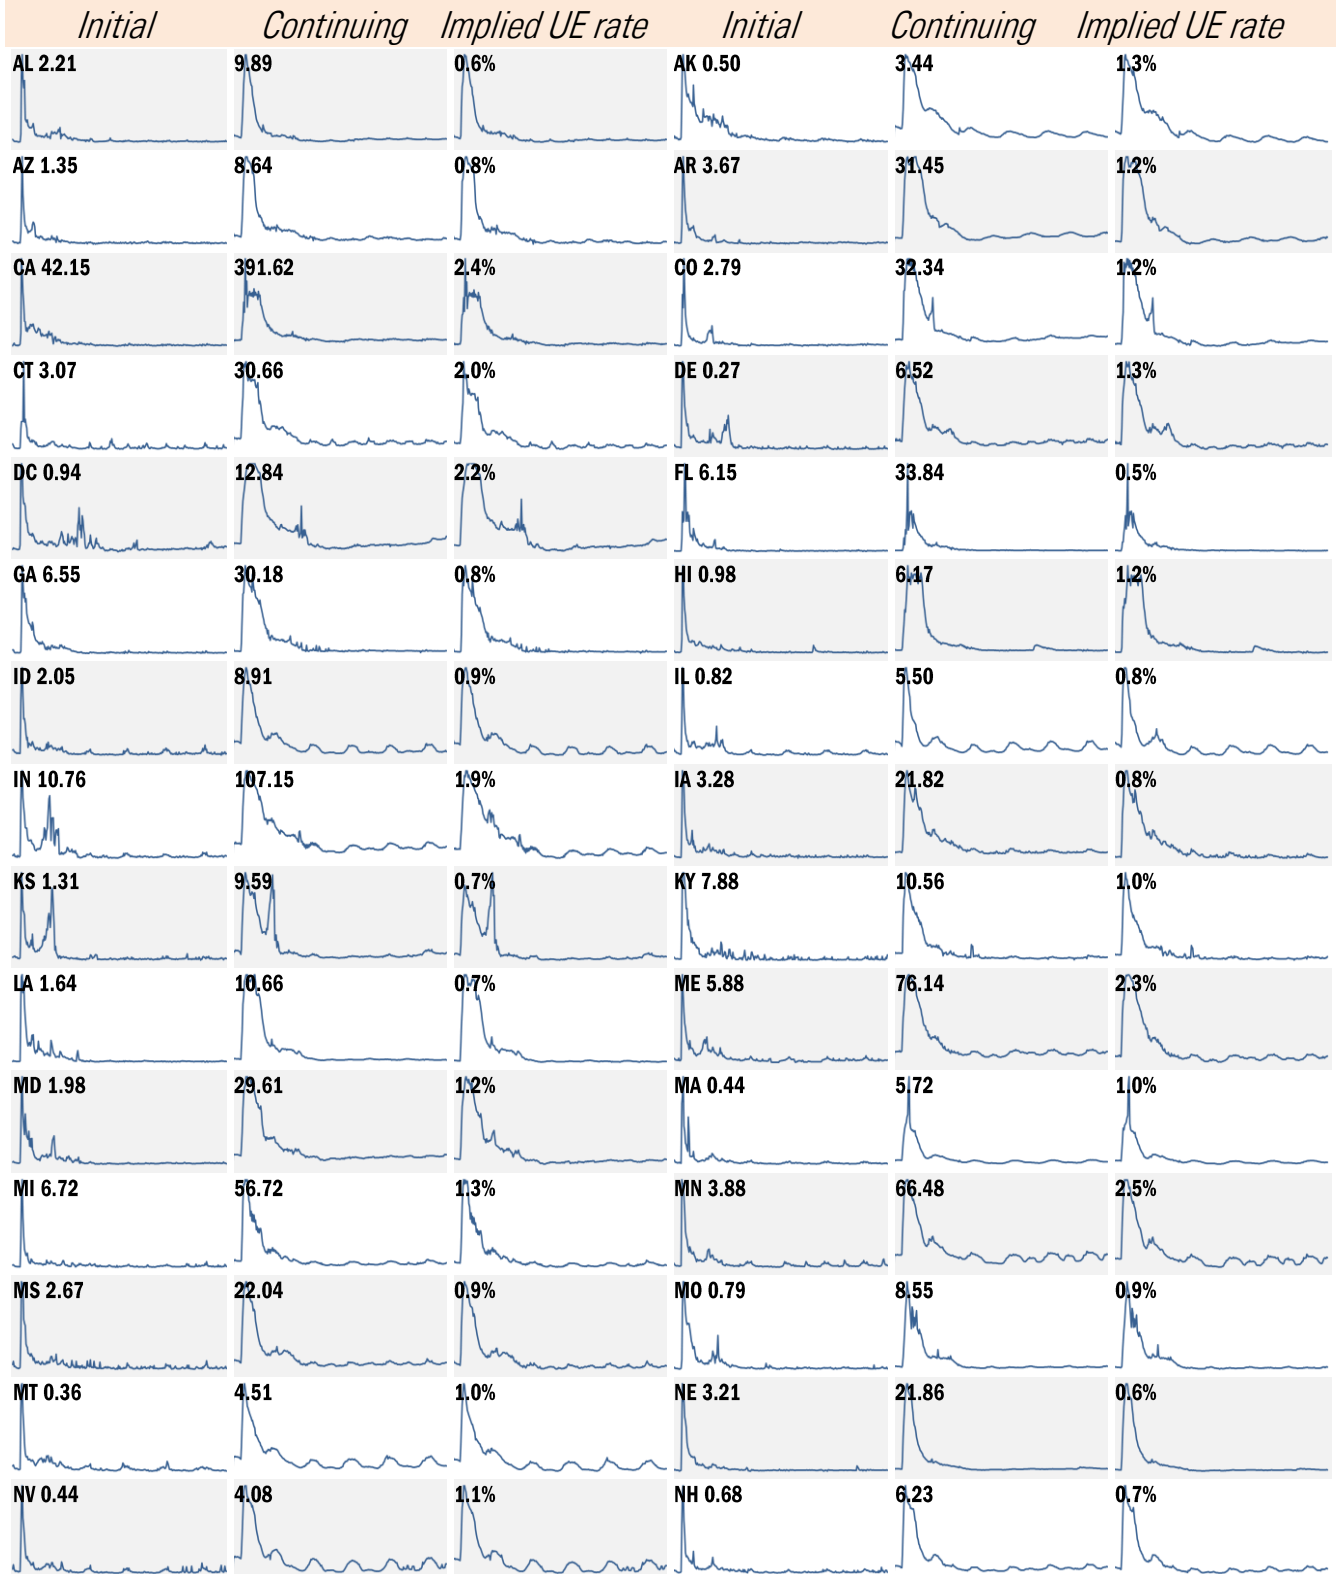 Initial Continuing Implied UE rate Initial Continuing Implied UE rate
AL 2.21 9.89 0.6% AK 0.50 3.44 1.3%
AZ 1.35 8.64 0.8% AR 3.67 31.45 1.2%
CA 42.15 391.62 2.4% CO 2.79 32.34 1.2%
CT 3.07 30.66 2.0% DE 0.27 6.52 1.3%
DC 0.94 12.84 2.2% FL 6.15 33.84 0.5%
GA 6.55 30.18 0.8% HI 0.98 6.17 1.2%
ID 2.05 8.91 0.9% IL 0.82 5.50 0.8%
IN 10.76 107.15 1.9% IA 3.28 21.82 0.8%
KS 1.31 9.59 0.7% KY 7.88 10.56 1.0%
LA 1.64 10.66 0.7% ME 5.88 76.14 2.3%
MD 1.98 29.61 1.2% MA 0.44 5.72 1.0%
MI 6.72 56.72 1.3% MN 3.88 66.48 2.5%
MS 2.67 22.04 0.9% MO 0.79 8.55 0.9%
MT 0.36 4.51 1.0% NE 3.21 21.86 0.6%
NV 0.44 4.08 1.1% NH 0.68 6.23 0.7%